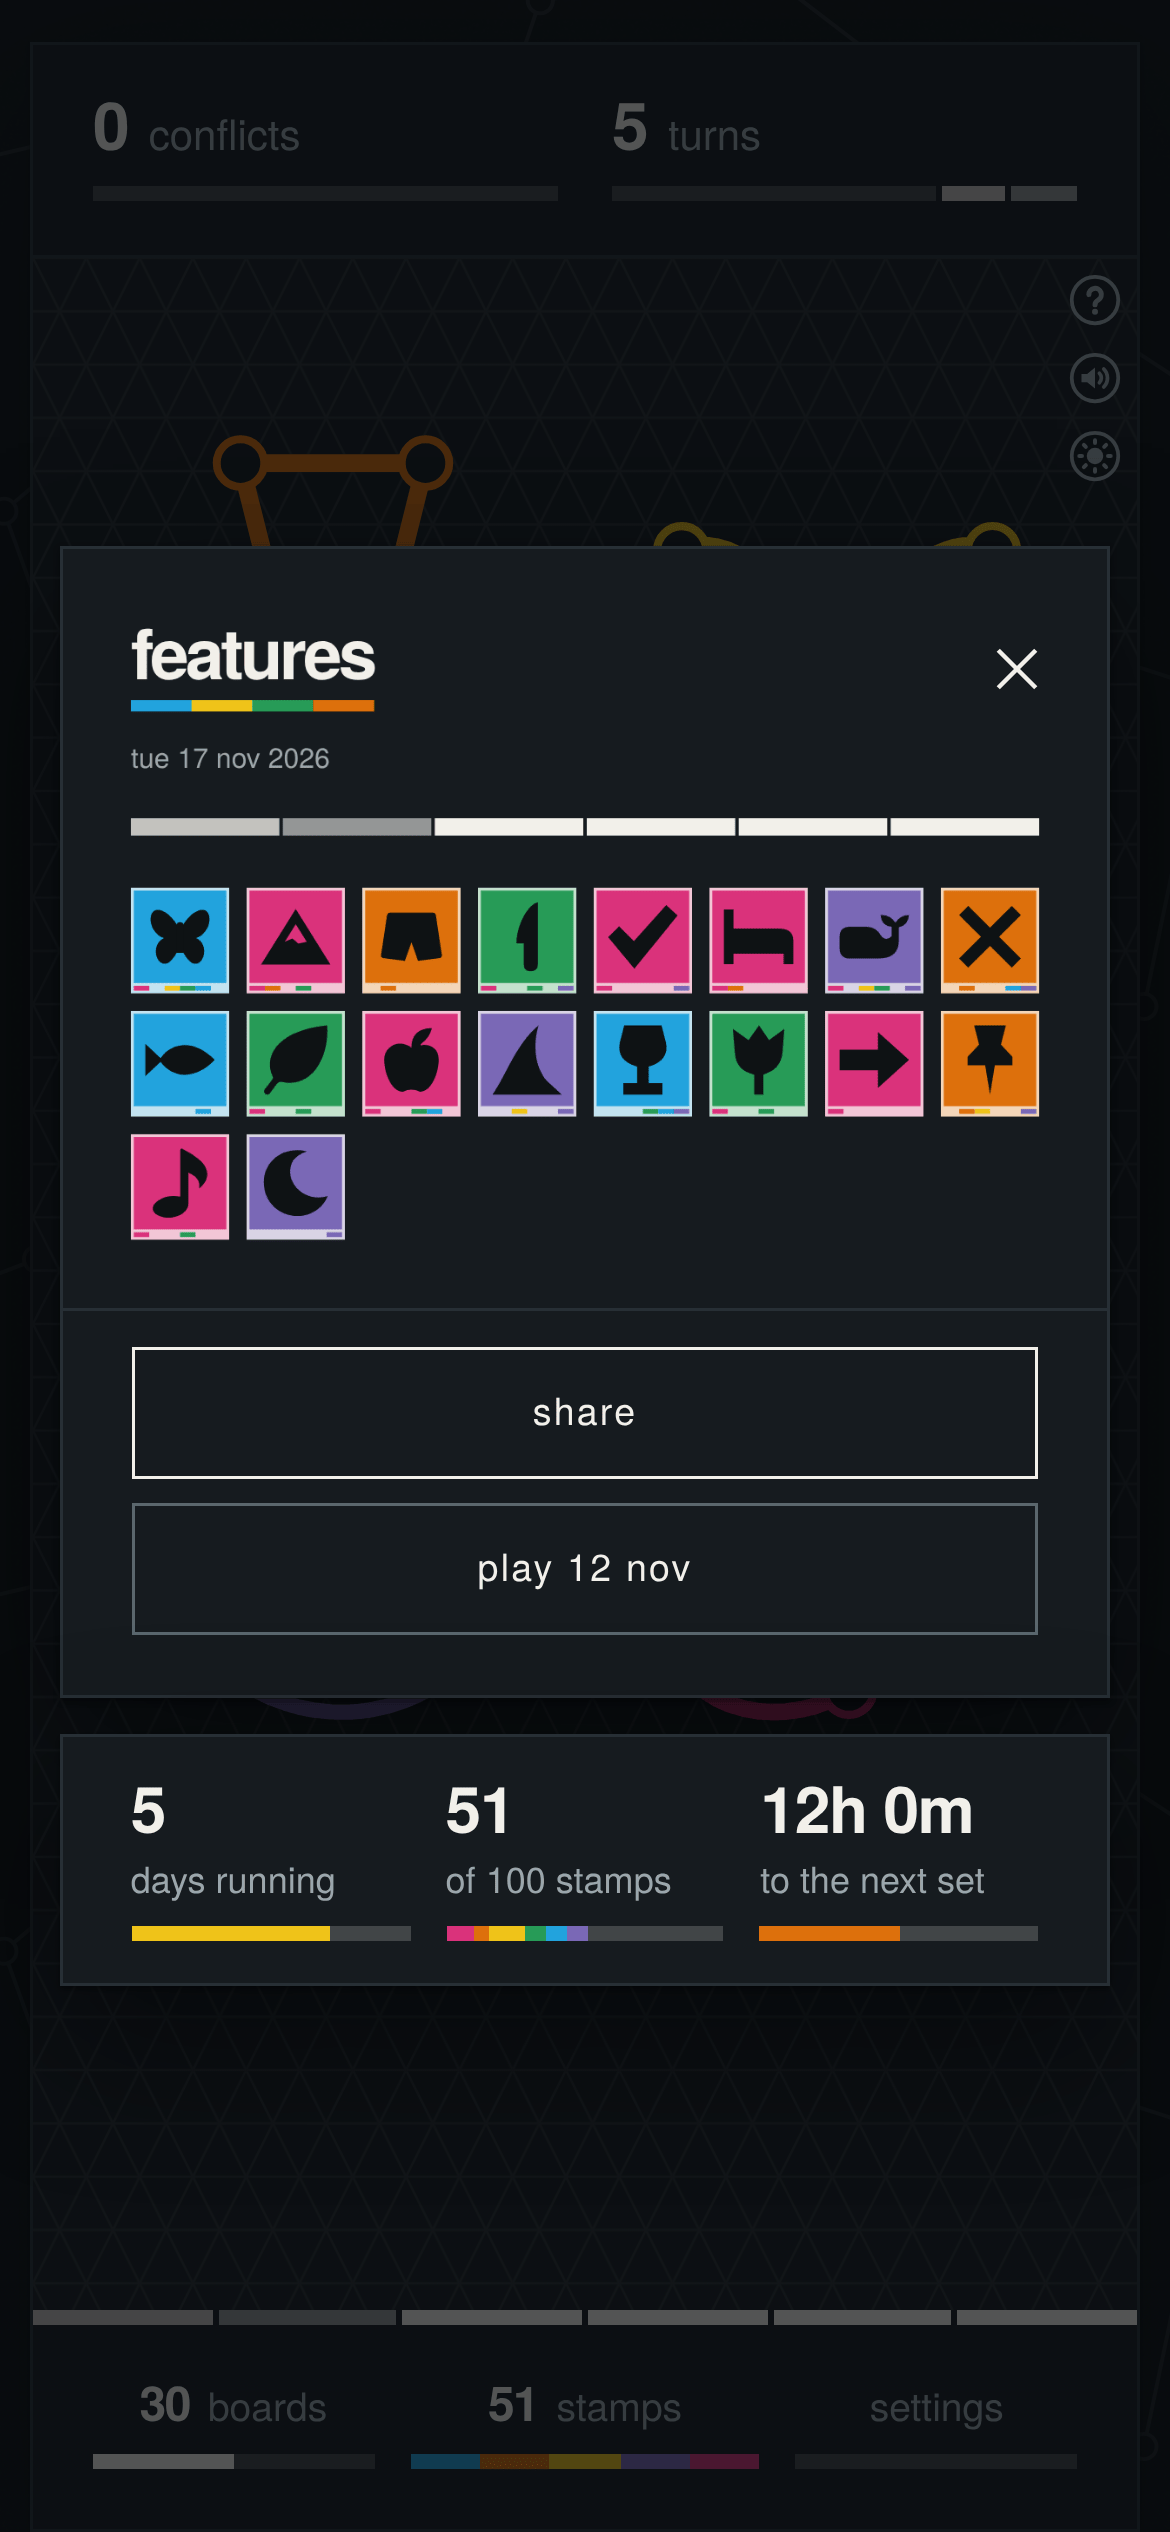 0 conflicts
5 turns
?
features
tue 17 nov 2026
share
play 12 nov
5
days running
51
of 100 stamps
12h 0m
to the next set
30 boards
51 stamps
settings